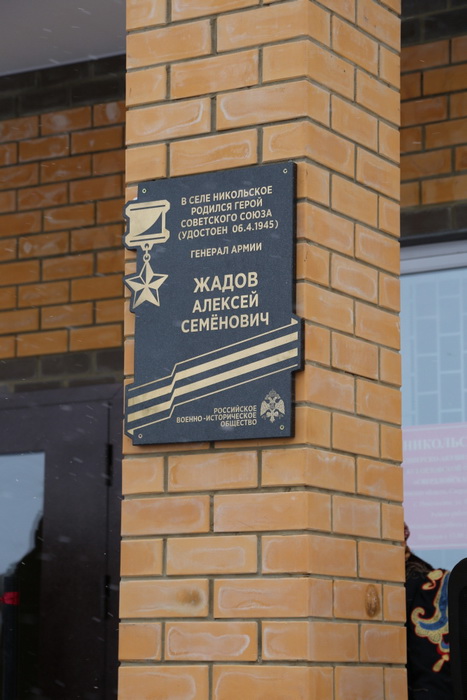 В СЕЛЕ НИКОЛЬСКОЕ
РОДИЛСЯ ГЕРОЙ
СОВЕТСКОГО СОЮЗА
(УДОСТОЕН 06.4.1945)
ГЕНЕРАЛ АРМИИ
ЖАДОВ
АЛЕКСЕЙ
СЕМЁНОВИЧ
РОССИЙСКОЕ
ВОЕННО-ИСТОРИЧЕСКОЕ
ОБЩЕСТВО